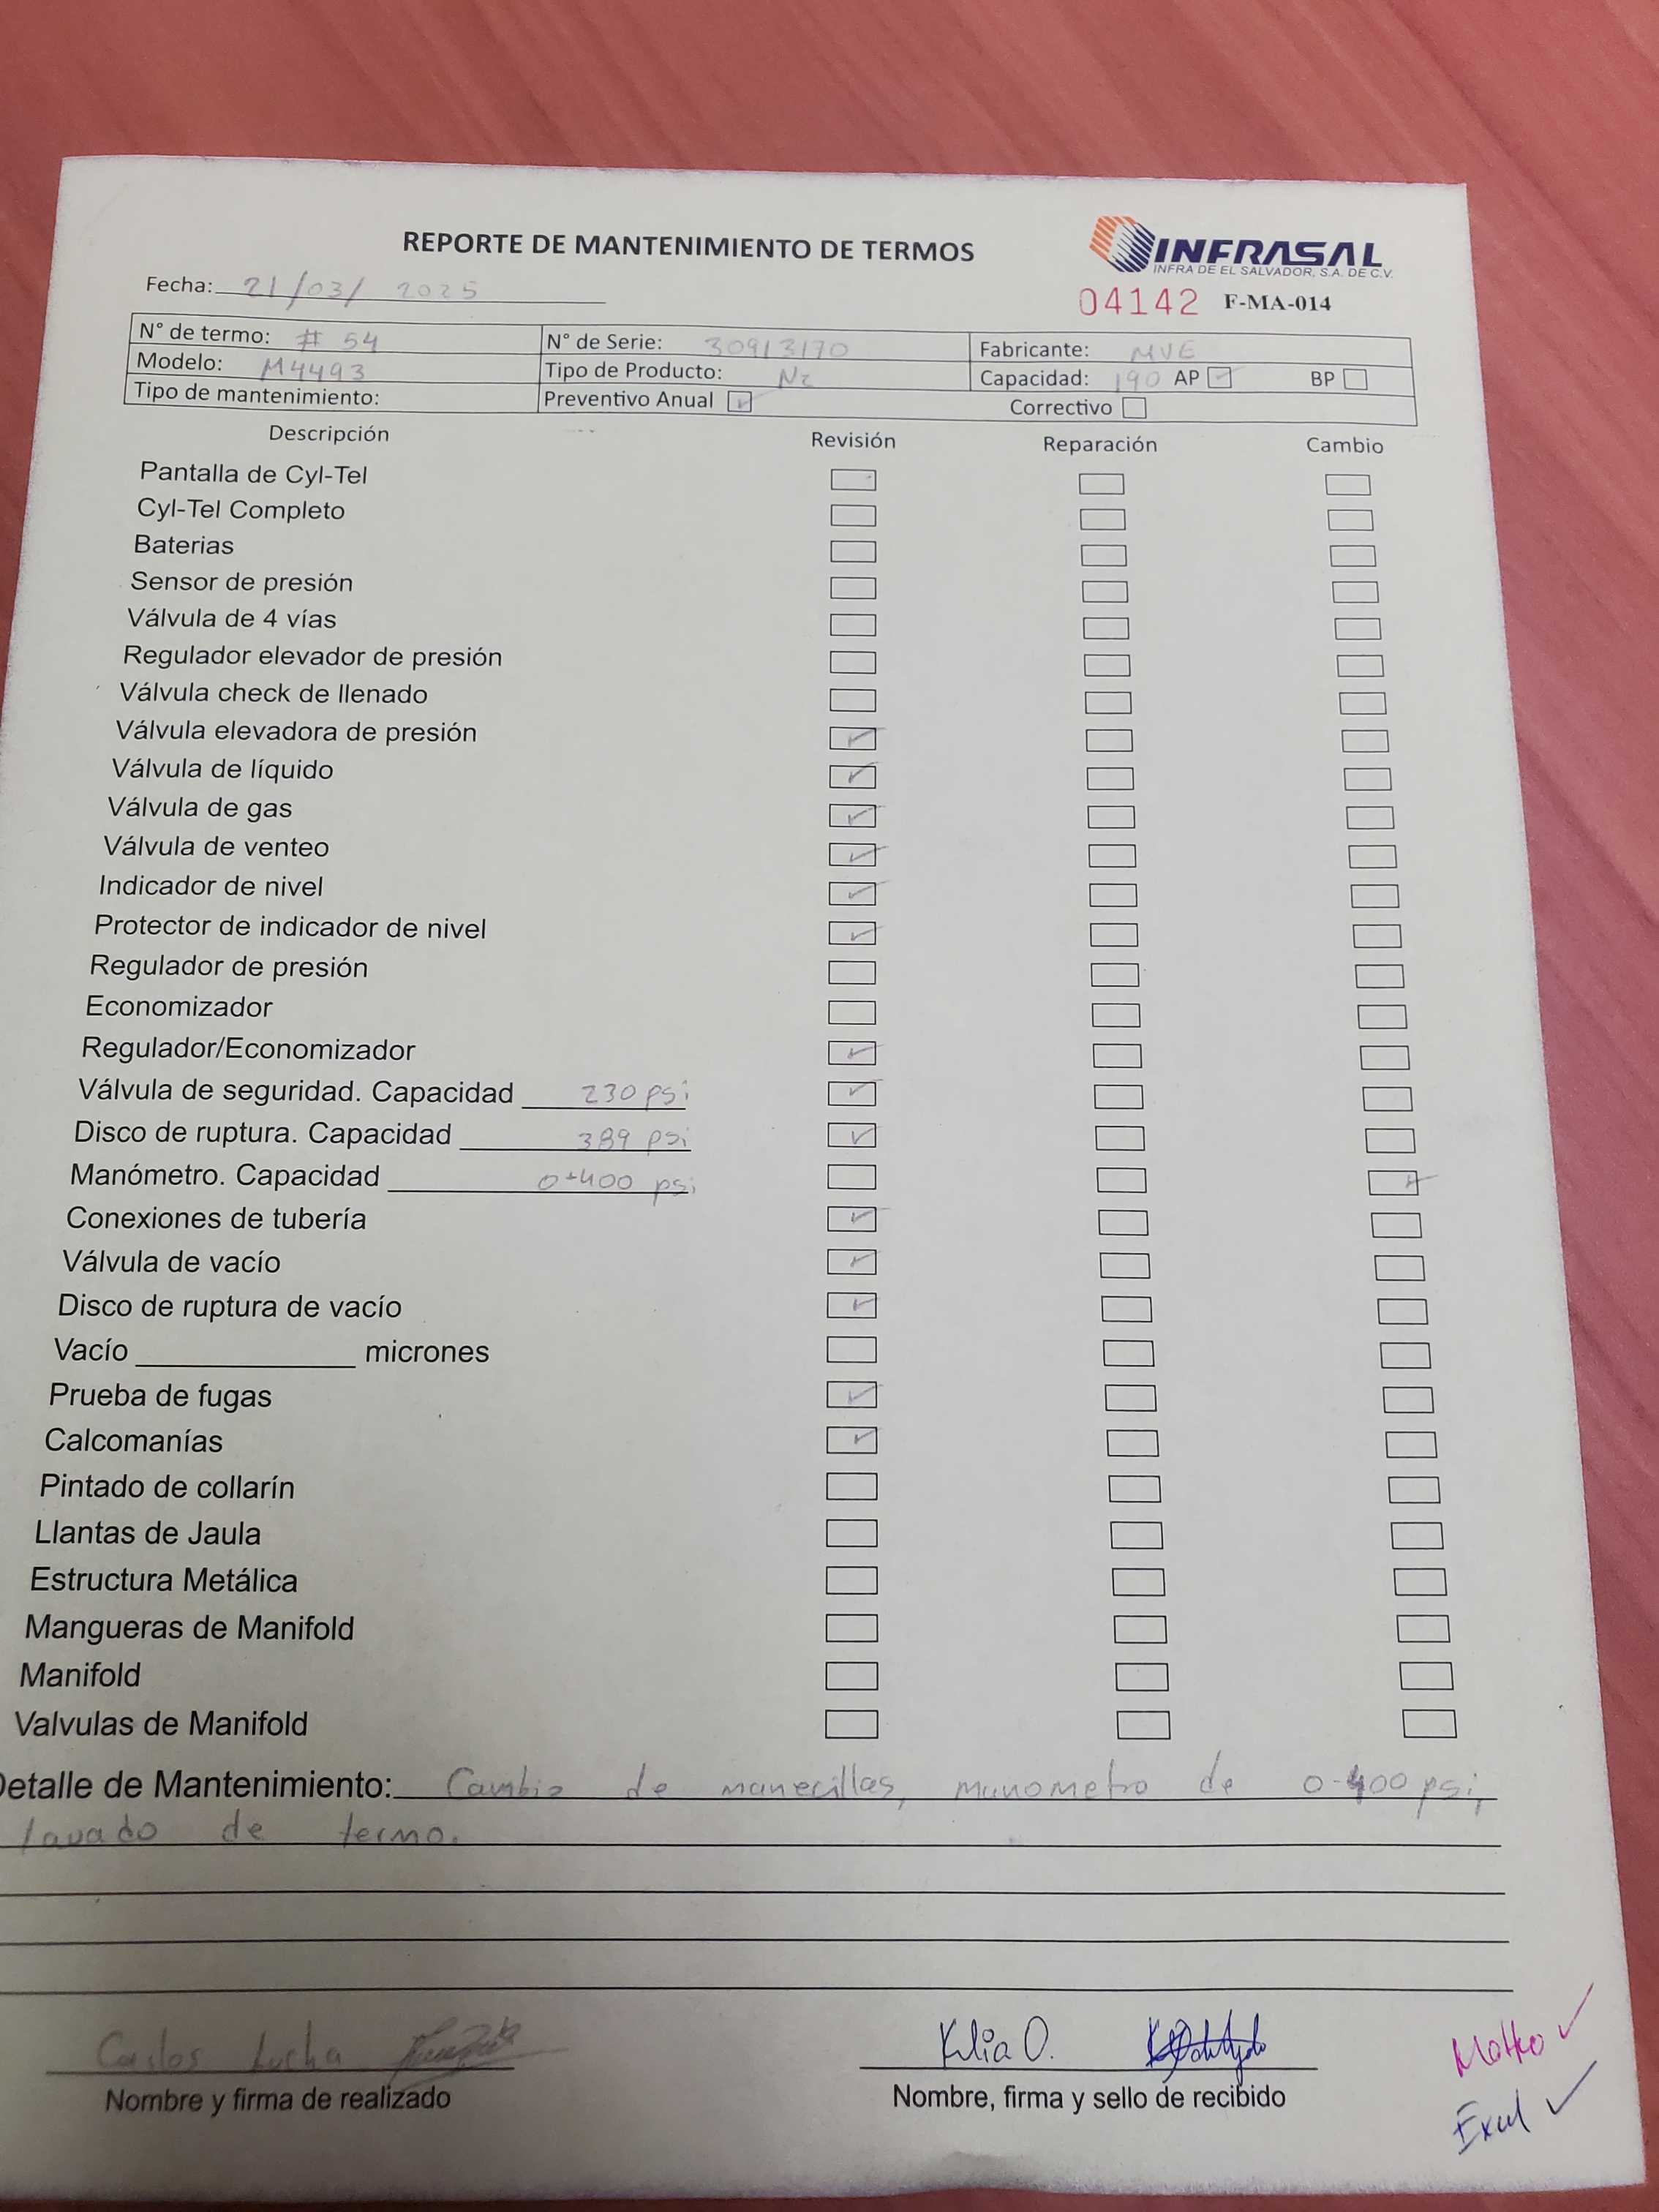 REPORTE DE MANTENIMIENTO DE TERMOS
INFRASAL
INFRA DE EL SALVADOR, S.A. DE C.V.
Fecha: 21/03/ 2025
04142 F-MA-014
N° de termo: # 54 N° de Serie: 30913170 Fabricante: MVE
Modelo: M4493 Tipo de Producto: N2 Capacidad: 190 AP ✓ BP
Tipo de mantenimiento: Preventivo Anual ✓ Correctivo
Descripción Revisión Reparación Cambio
Pantalla de Cyl-Tel
Cyl-Tel Completo
Baterias
Sensor de presión
Válvula de 4 vías
Regulador elevador de presión
Válvula check de llenado
Válvula elevadora de presión ✓
Válvula de líquido ✓
Válvula de gas ✓
Válvula de venteo ✓
Indicador de nivel ✓
Protector de indicador de nivel ✓
Regulador de presión
Economizador
Regulador/Economizador ✓
Válvula de seguridad. Capacidad 230 psi ✓
Disco de ruptura. Capacidad 389 psi ✓
Manómetro. Capacidad 0-400 psi ✓
Conexiones de tubería ✓
Válvula de vacío ✓
Disco de ruptura de vacío ✓
Vacío micrones
Prueba de fugas ✓
Calcomanías ✓
Pintado de collarín
Llantas de Jaula
Estructura Metálica
Mangueras de Manifold
Manifold
Valvulas de Manifold
Detalle de Mantenimiento: Cambio de manecillas, manometro de 0-400 psi,
lavado de termo.
Carlos
Nombre y firma de realizado
O.
Nombre, firma y sello de recibido
✓
✓